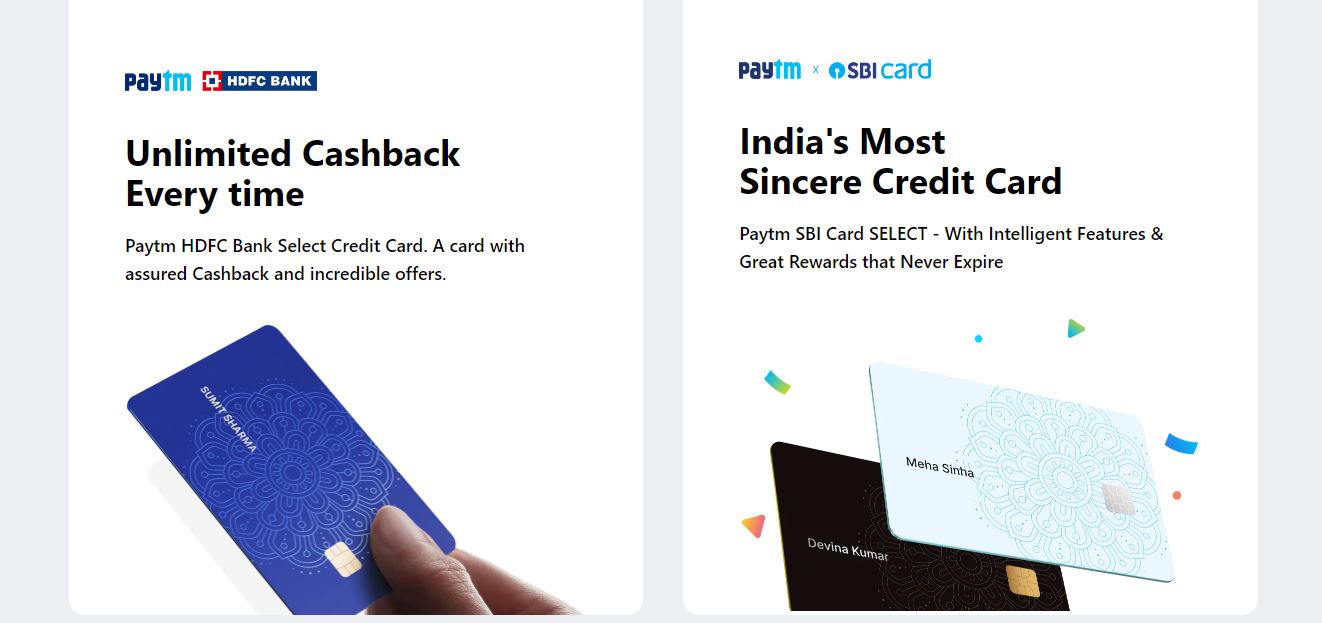 paytm HDFC BANK
Unlimited Cashback
Every time
Paytm HDFC Bank Select Credit Card. A card with
assured Cashback and incredible offers.
SUMIT SHARMA
paytm x SBI card
India's Most
Sincere Credit Card
Paytm SBI Card SELECT - With Intelligent Features &
Great Rewards that Never Expire
Meha Sinha
Devina Kumar